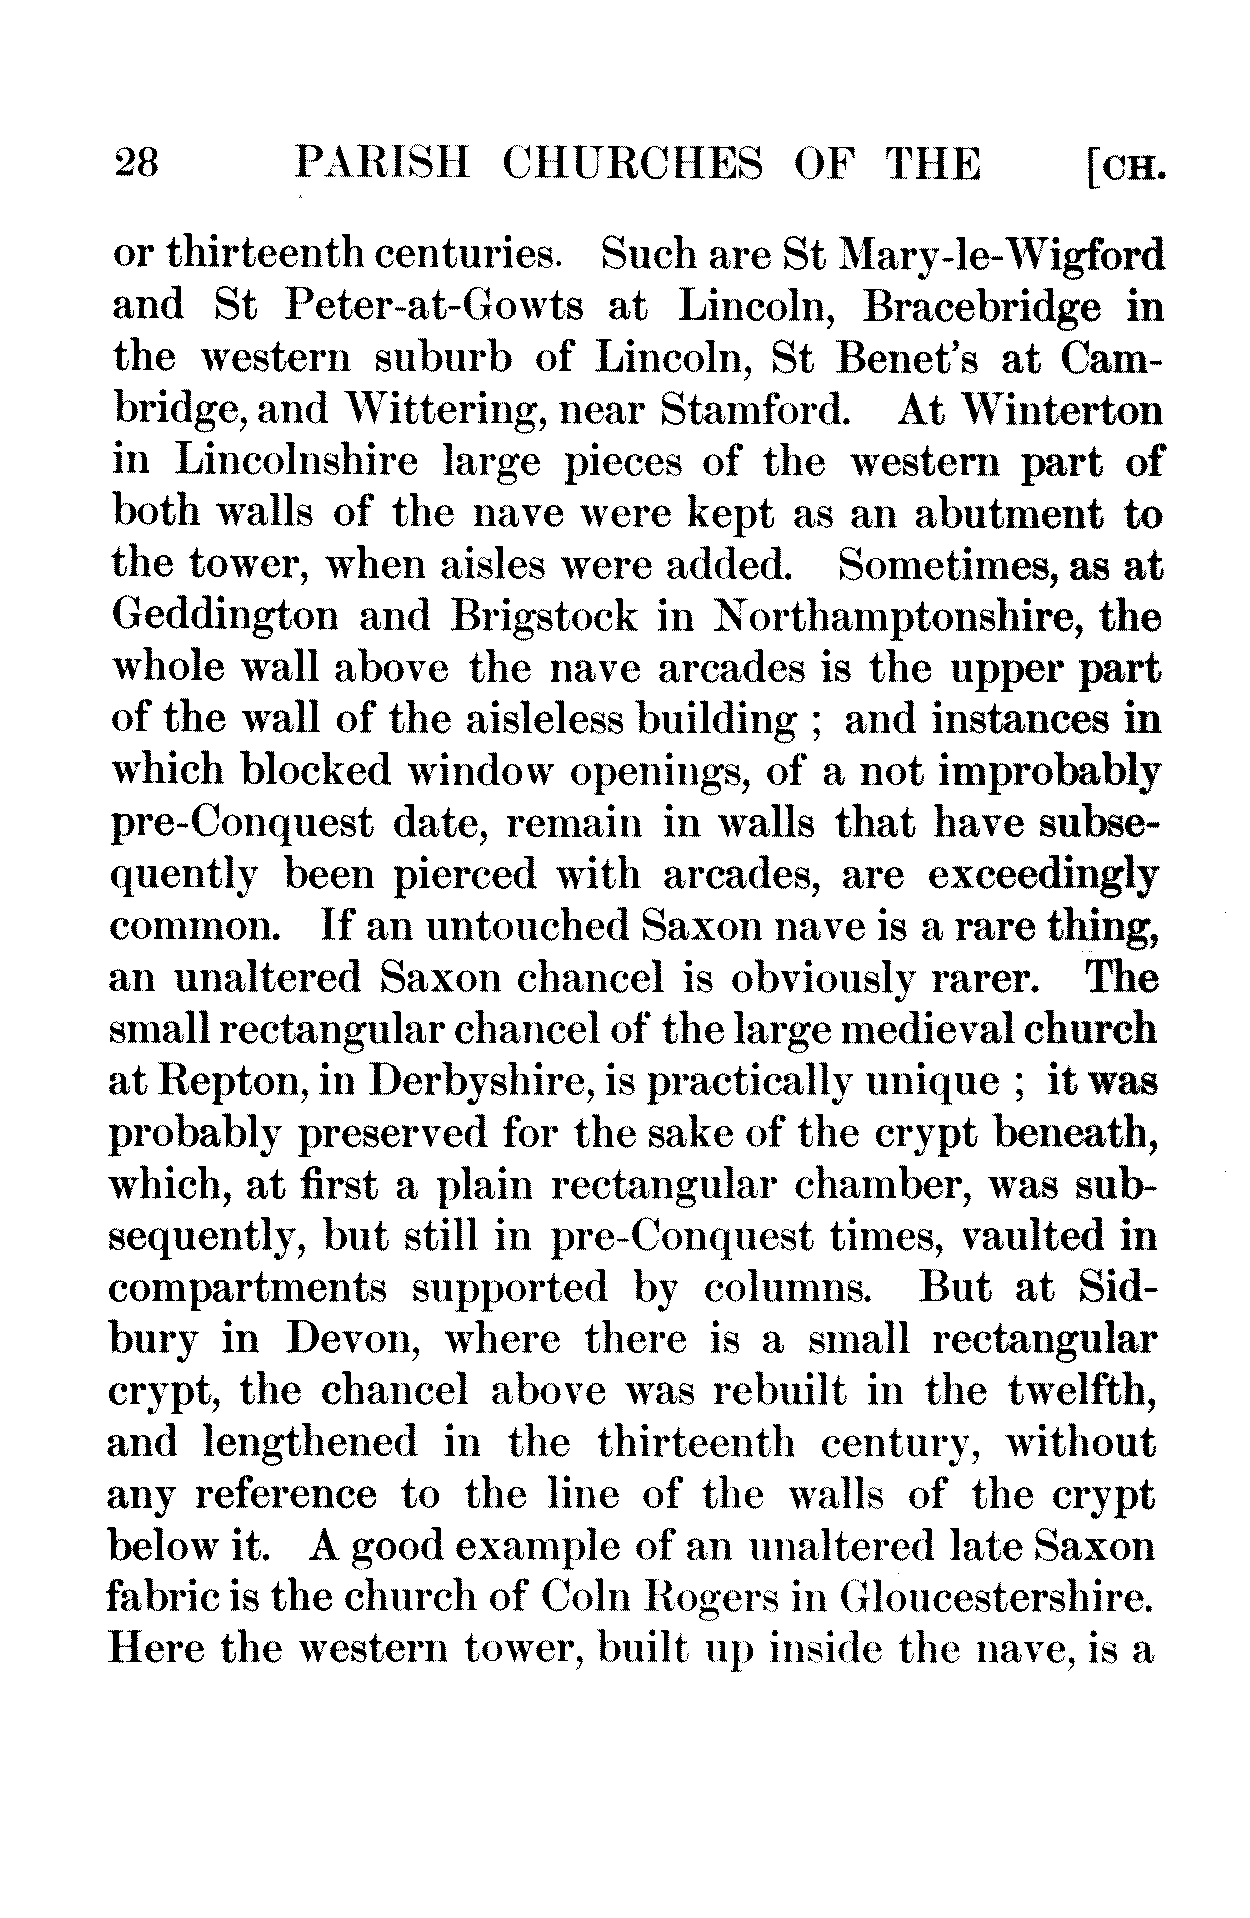 28 PARISH CHURCHES OF THE [CH.
or thirteenth centuries. Such are St Mary-le-Wigford
and St Peter-at-Gowts at Lincoln, Bracebridge in
the western suburb of Lincoln, St Benet's at Cam-
bridge, and Wittering, near Stamford. At Winterton
in Lincolnshire large pieces of the western part of
both walls of the nave were kept as an abutment to
the tower, when aisles were added. Sometimes, as at
Geddington and Brigstock in Northamptonshire, the
whole wall above the nave arcades is the upper part
of the wall of the aisleless building ; and instances in
which blocked window openings, of a not improbably
pre-Conquest date, remain in walls that have subse-
quently been pierced with arcades, are exceedingly
common. If an untouched Saxon nave is a rare thing,
an unaltered Saxon chancel is obviously rarer. The
small rectangular chancel of the large medieval church
at Repton, in Derbyshire, is practically unique ; it was
probably preserved for the sake of the crypt beneath,
which, at first a plain rectangular chamber, was sub-
sequently, but still in pre-Conquest times, vaulted in
compartments supported by columns. But at Sid-
bury in Devon, where there is a small rectangular
crypt, the chancel above was rebuilt in the twelfth,
and lengthened in the thirteenth century, without
any reference to the line of the walls of the crypt
below it. A good example of an unaltered late Saxon
fabric is the church of Coln Rogers in Gloucestershire.
Here the western tower, built up inside the nave, is a